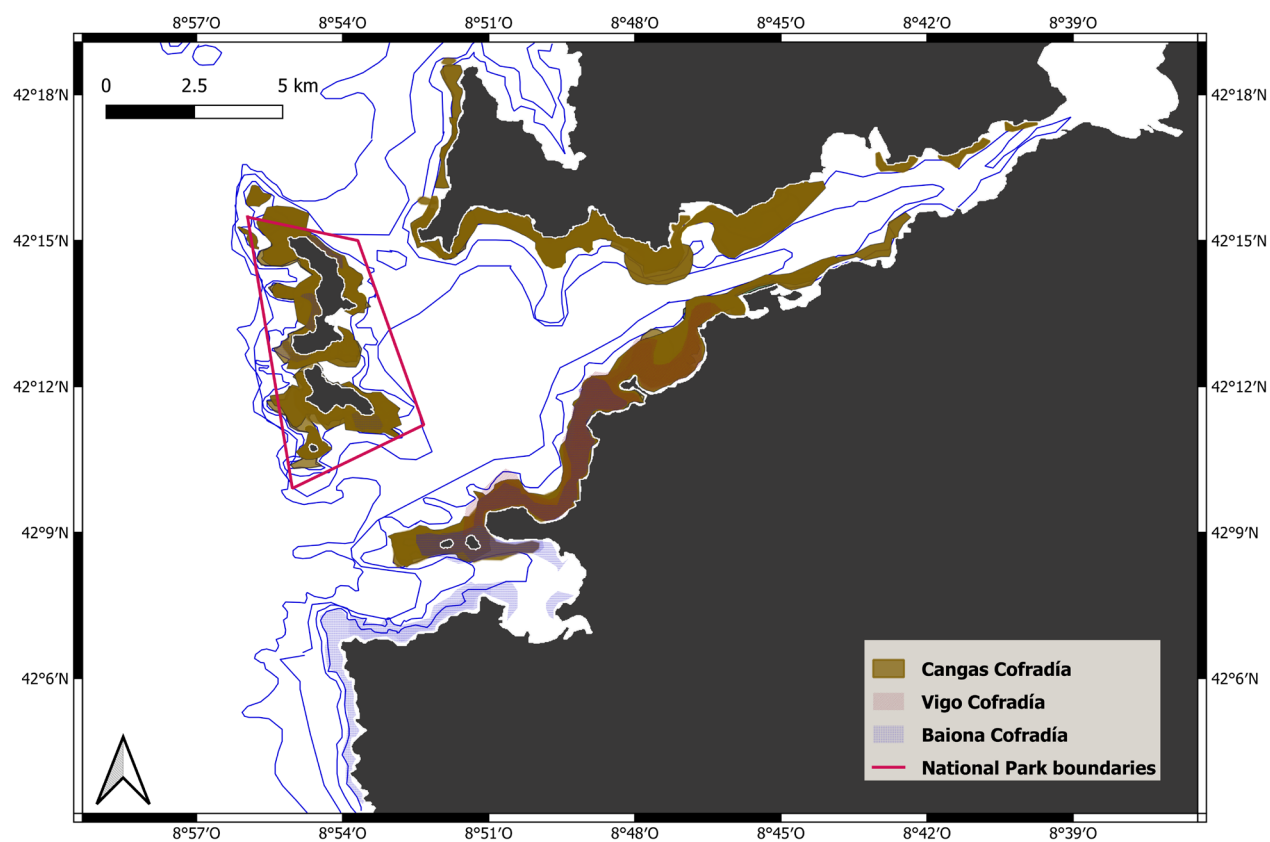 8°57′O 8°54′O 8°51′O 8°48′O 8°45′O 8°42′O 8°39′O
0 2.5 5 km
42°18′N 42°18′N
42°15′N 42°15′N
42°12′N 42°12′N
42°9′N 42°9′N
42°6′N 42°6′N
Cangas Cofradía
Vigo Cofradía
Baiona Cofradía
National Park boundaries
8°57′O 8°54′O 8°51′O 8°48′O 8°45′O 8°42′O 8°39′O